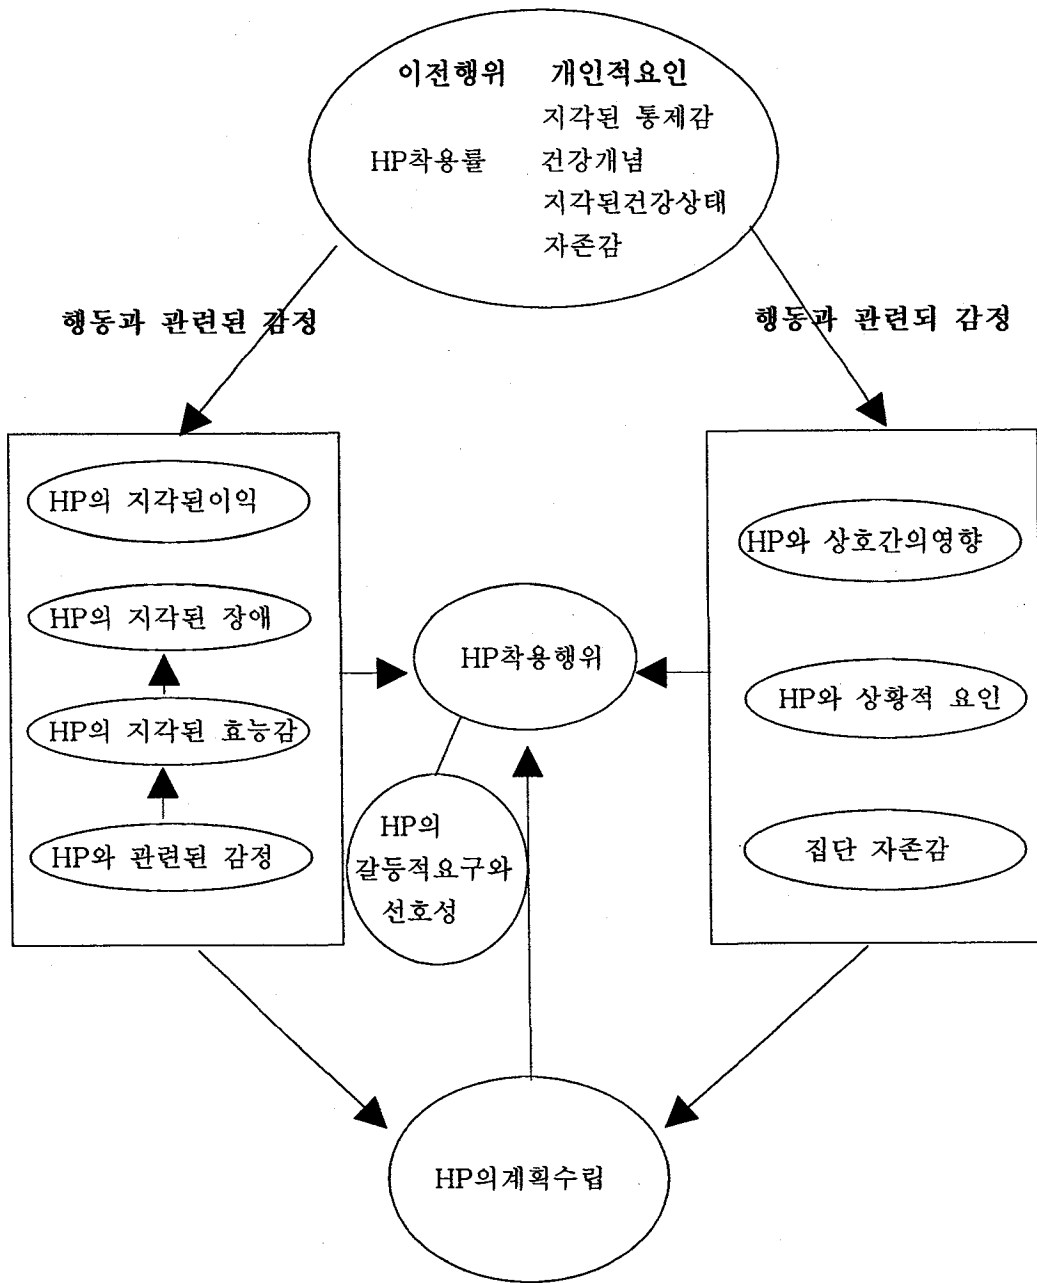 이전행위 개인적요인
지각된 통제감
HP착용률 건강개념
지각된건강상태
자존감
행동과 관련된 감정
행동과 관련되 감정
HP의 지각된이익
HP와 상호간의영향
HP의 지각된 장애
HP착용행위
HP와 상황적 요인
HP의 지각된 효능감
HP의
갈등적요구와
선호성
HP와 관련된 감정
집단 자존감
HP의계획수립